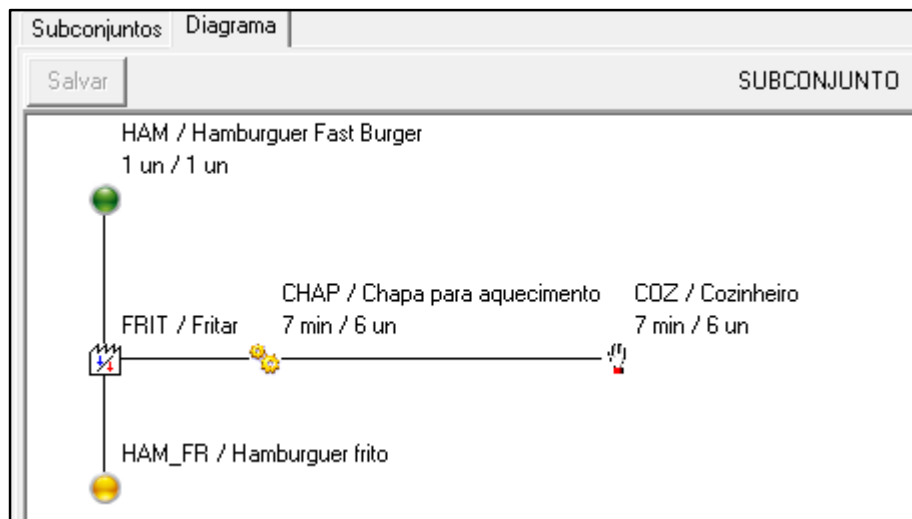 Subconjuntos Diagrama
Salvar SUBCONJUNTO
HAM / Hamburguer Fast Burger
1 un / 1 un
CHAP / Chapa para aquecimento COZ / Cozinheiro
FRIT / Fritar 7 min / 6 un 7 min / 6 un
HAM_FR / Hamburguer frito